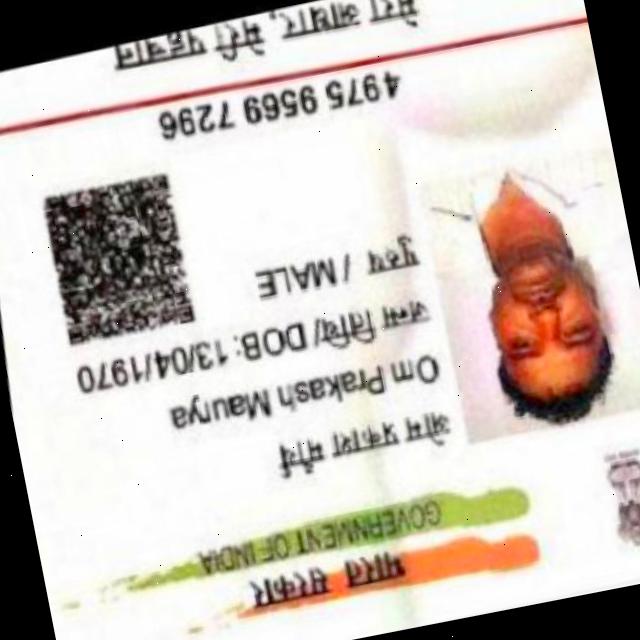 भारत सरकार
GOVERNMENT OF INDIA
ओम प्रकाश मौर्य
Om Prakash Maurya
जन्म तिथि/ DOB: 13/04/1970
पुरुष / MALE
4975 9569 7296
मेरा आधार, मेरी पहचान